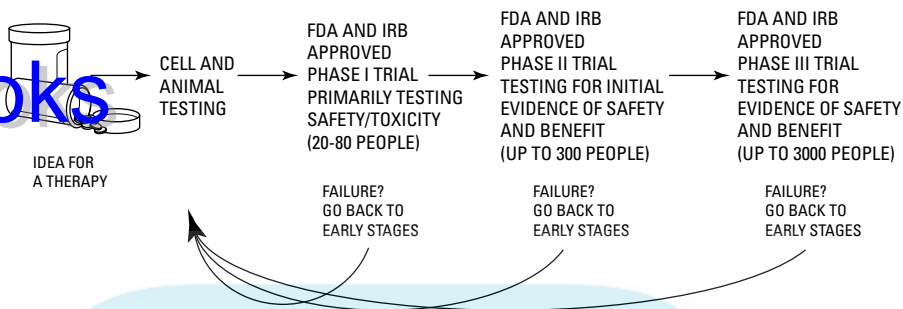 oks
IDEA FOR
A THERAPY
CELL AND
ANIMAL
TESTING
FDA AND IRB
APPROVED
PHASE I TRIAL
PRIMARILY TESTING
SAFETY/TOXICITY
(20-80 PEOPLE)
FAILURE?
GO BACK TO
EARLY STAGES
FDA AND IRB
APPROVED
PHASE II TRIAL
TESTING FOR INITIAL
EVIDENCE OF SAFETY
AND BENEFIT
(UP TO 300 PEOPLE)
FAILURE?
GO BACK TO
EARLY STAGES
FDA AND IRB
APPROVED
PHASE III TRIAL
TESTING FOR
EVIDENCE OF SAFETY
AND BENEFIT
(UP TO 3000 PEOPLE)
FAILURE?
GO BACK TO
EARLY STAGES